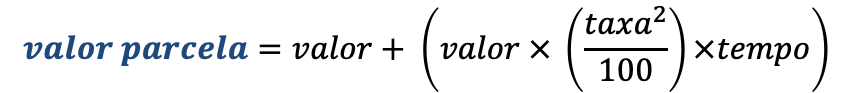 valor parcela = valor + (valor × (taxa²/100) ×tempo)